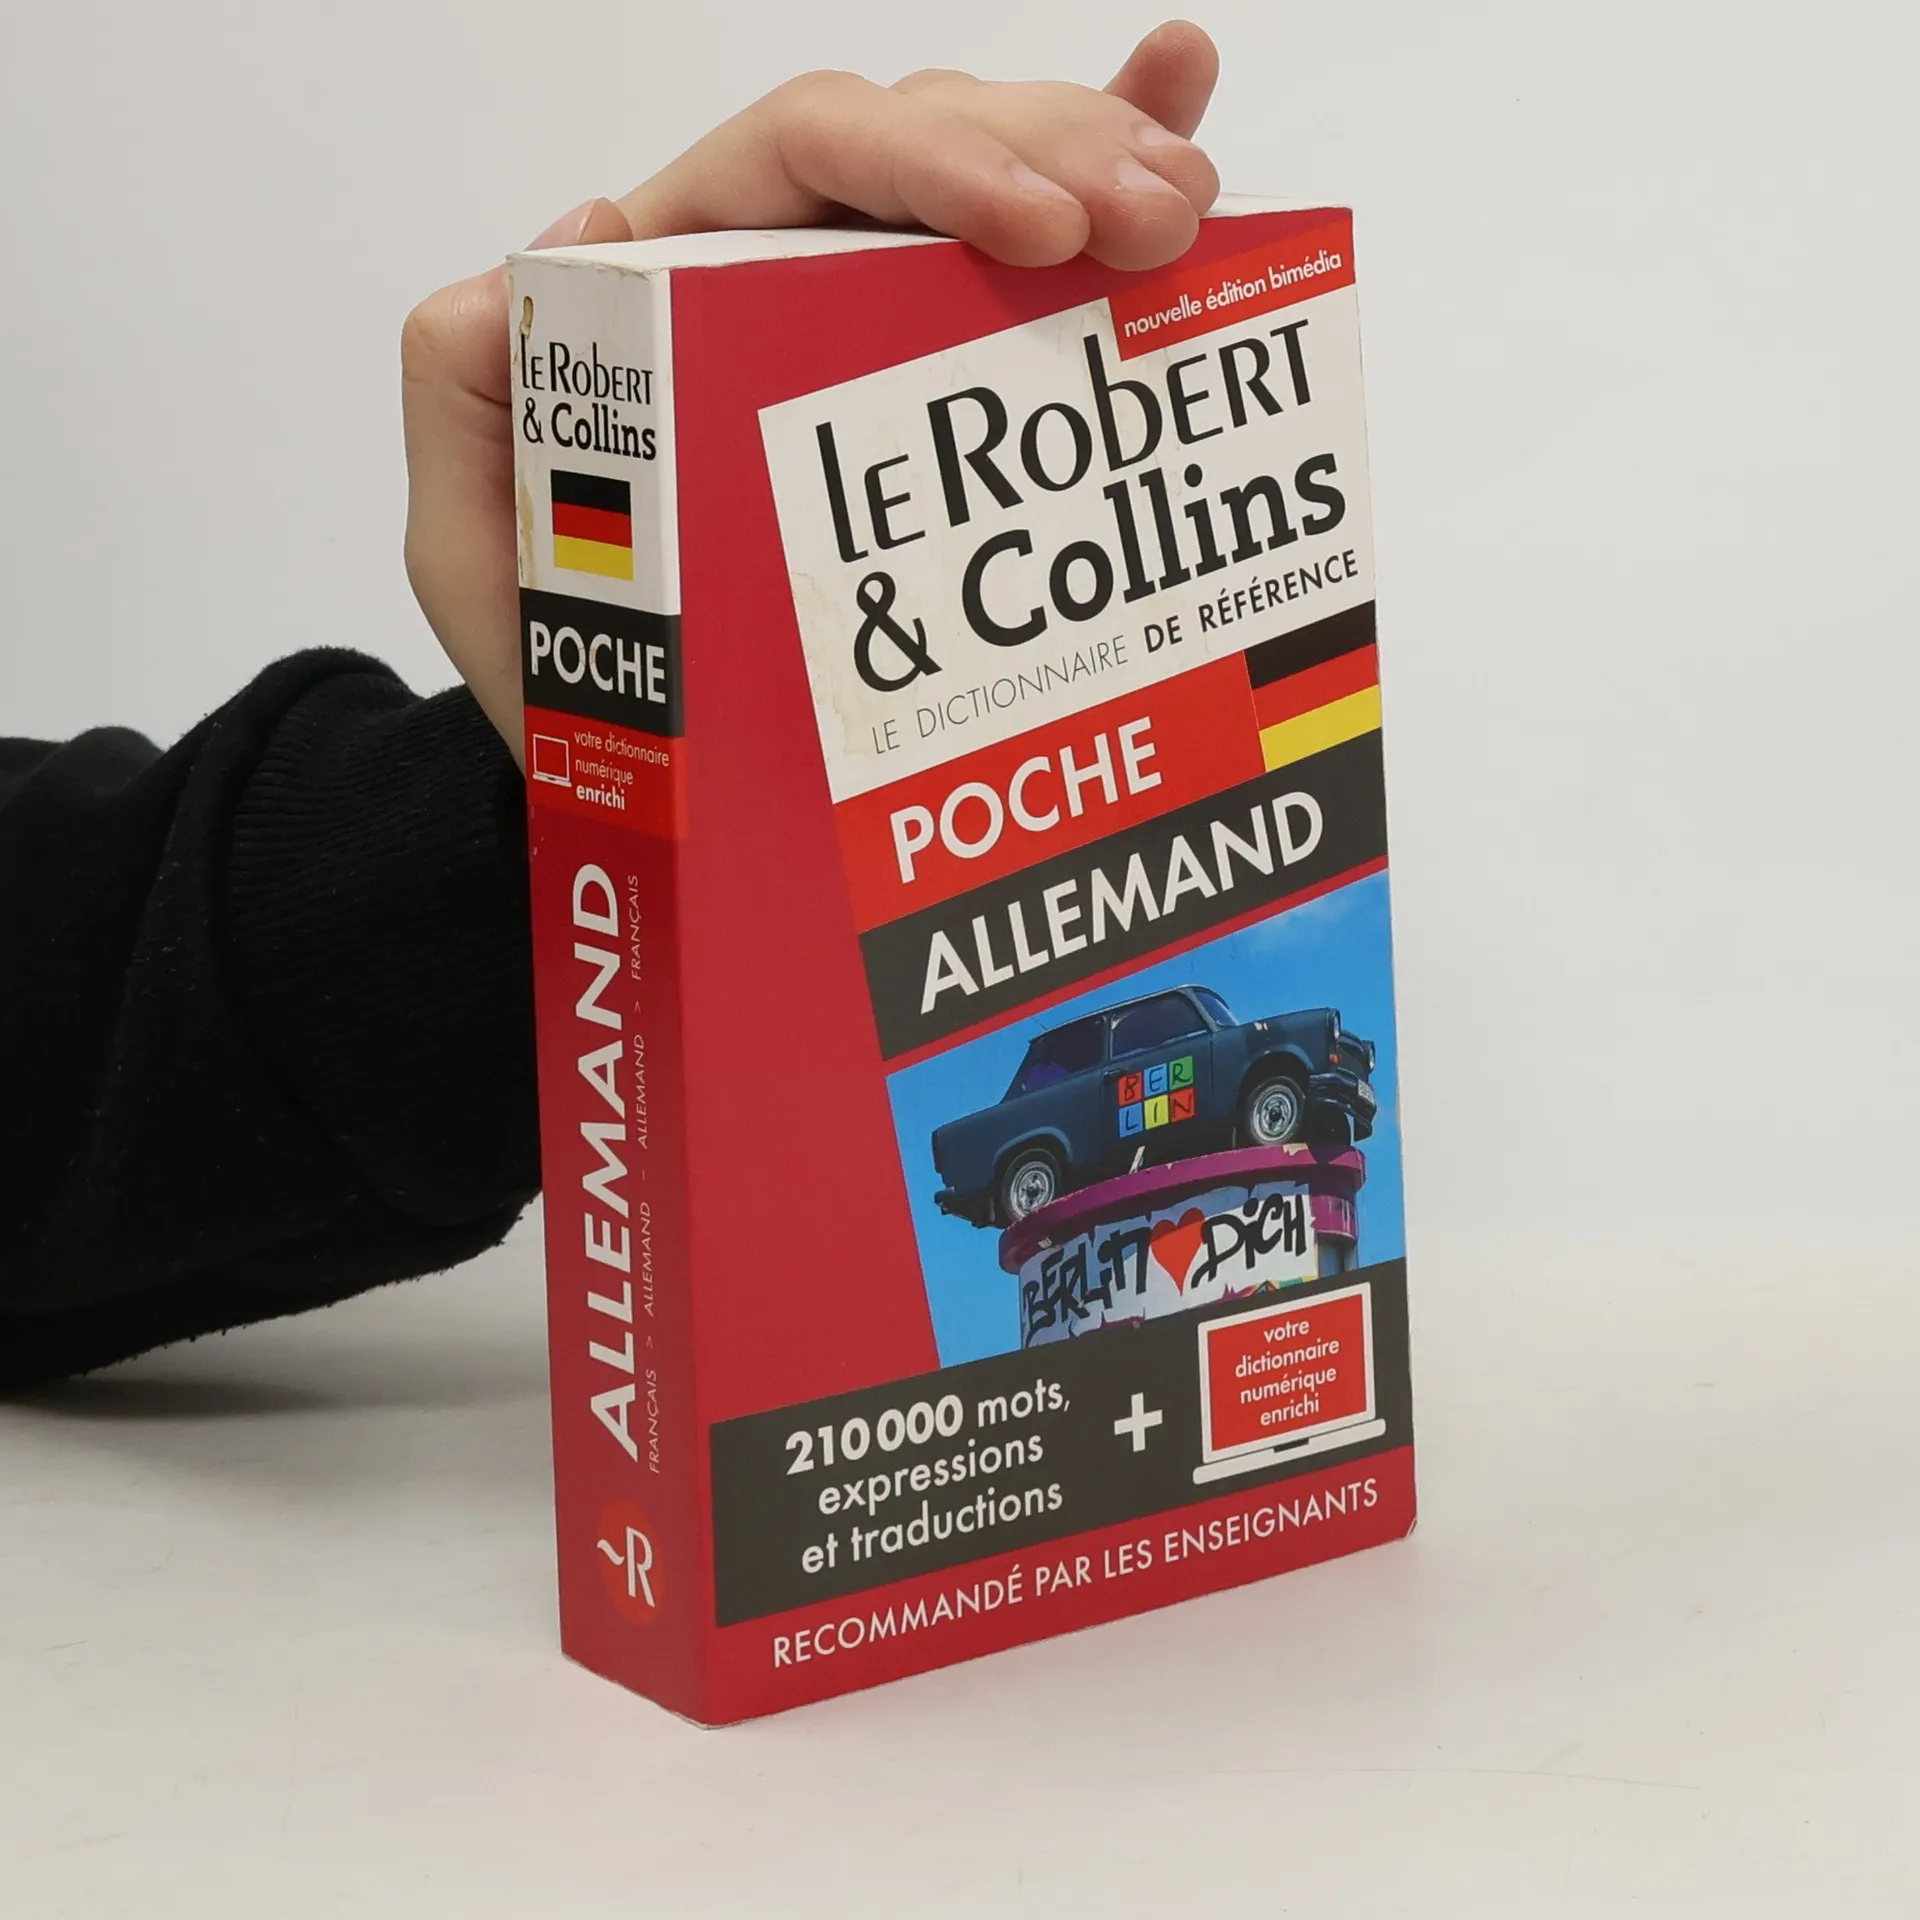 le Robert
& Collins
POCHE
votre dictionnaire
numérique
enrichi
ALLEMAND
FRANÇAIS > ALLEMAND – ALLEMAND > FRANÇAIS
R
nouvelle édition bimédia
le Robert
& Collins
LE DICTIONNAIRE DE RÉFÉRENCE
POCHE
ALLEMAND
BER
LIN
BERLIN DICH
210 000 mots,
expressions
et traductions
+
votre
dictionnaire
numérique
enrichi
RECOMMANDÉ PAR LES ENSEIGNANTS